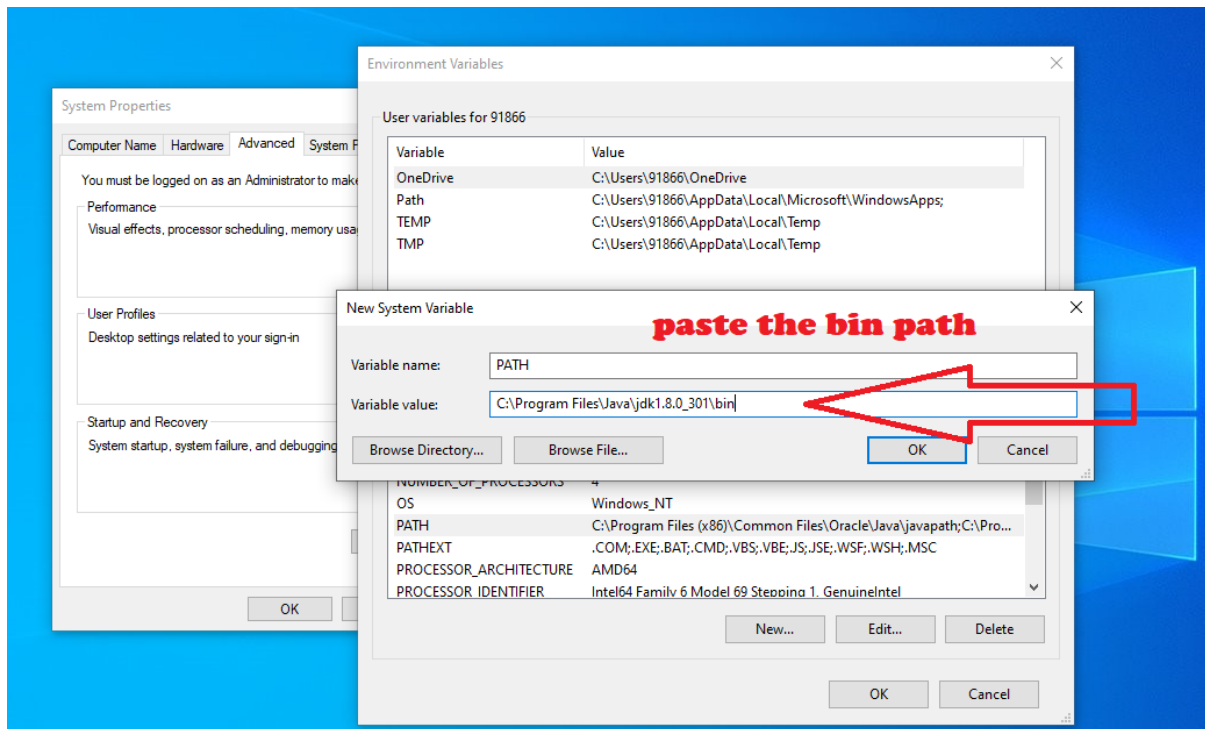 Environment Variables
System Properties
Computer Name Hardware Advanced System P
You must be logged on as an Administrator to make
Performance
Visual effects, processor scheduling, memory usa
User Profiles
Desktop settings related to your sign-in
Startup and Recovery
System startup, system failure, and debugging
OK
User variables for 91866
Variable Value
OneDrive C:\Users\91866\OneDrive
Path C:\Users\91866\AppData\Local\Microsoft\WindowsApps;
TEMP C:\Users\91866\AppData\Local\Temp
TMP C:\Users\91866\AppData\Local\Temp
New System Variable
paste the bin path
Variable name: PATH
Variable value: C:\Program Files\Java\jdk1.8.0_301\bin
Browse Directory... Browse File... OK Cancel
NUMBER_OF_PROCESSORS 4
OS Windows_NT
PATH C:\Program Files (x86)\Common Files\Oracle\Java\javapath;C:\Pro...
PATHEXT .COM;.EXE;.BAT;.CMD;.VBS;.VBE;.JS;.JSE;.WSF;.WSH;.MSC
PROCESSOR_ARCHITECTURE AMD64
PROCESSOR_IDENTIFIER Intel64 Family 6 Model 69 Stepping 1, GenuineIntel
New... Edit... Delete
OK Cancel